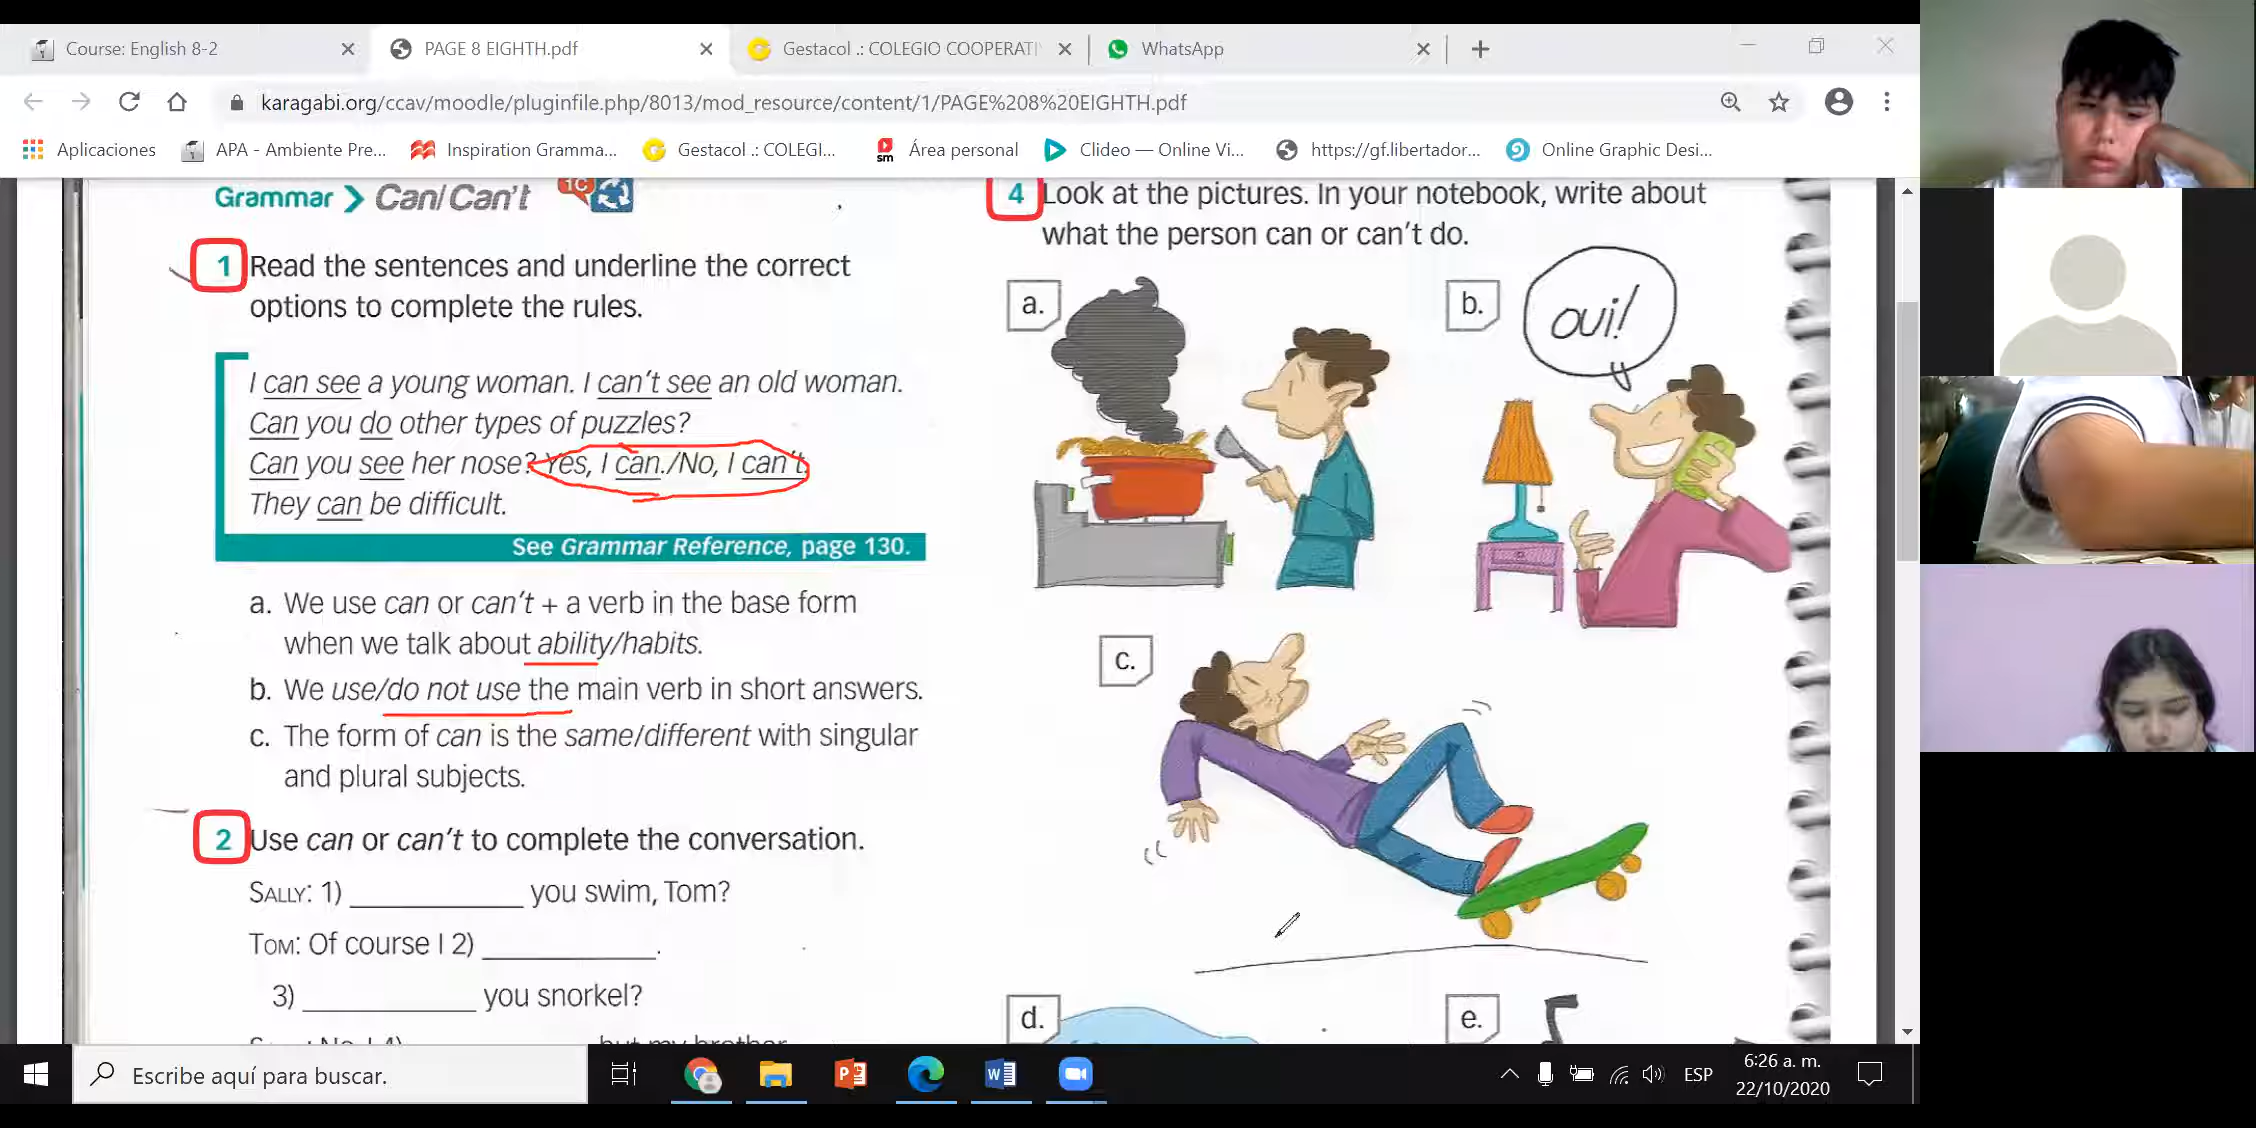 Course: English 8-2
PAGE 8 EIGHTH.pdf
Gestacol .: COLEGIO COOPERATI
WhatsApp
karagabi.org/ccav/moodle/pluginfile.php/8013/mod_resource/content/1/PAGE%208%20EIGHTH.pdf
Aplicaciones
APA - Ambiente Pre...
Inspiration Gramma...
Gestacol .: COLEGI...
sm
Área personal
Clideo — Online Vi...
https://gf.libertador...
Online Graphic Desi...
Grammar Can/Can't
1 Read the sentences and underline the correct
options to complete the rules.
I can see a young woman. I can't see an old woman.
Can you do other types of puzzles?
Can you see her nose? Yes, I can./No, I can't.
They can be difficult.
See Grammar Reference, page 130.
a. We use can or can't + a verb in the base form
when we talk about ability/habits.
b. We use/do not use the main verb in short answers.
c. The form of can is the same/different with singular
and plural subjects.
2 Use can or can't to complete the conversation.
SALLY: 1) ____________ you swim, Tom?
TOM: Of course I 2) ____________.
3) ____________ you snorkel?
4 Look at the pictures. In your notebook, write about
what the person can or can't do.
a.
b.
oui!
c.
d.
e.
Escribe aquí para buscar.
ESP
6:26 a. m.
22/10/2020